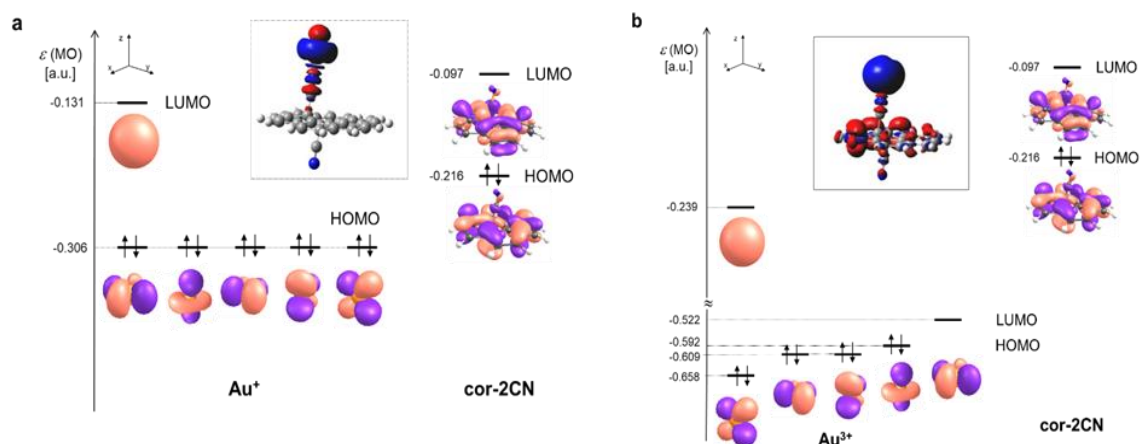 a
ε (MO)
[a.u.]
z
x
y
-0.131
LUMO
-0.306
HOMO
-0.097
LUMO
-0.216
HOMO
Au⁺
cor-2CN
b
ε (MO)
[a.u.]
z
x
y
-0.239
-0.097
LUMO
-0.216
HOMO
≈
-0.522
LUMO
-0.592
HOMO
-0.609
-0.658
Au³⁺
cor-2CN